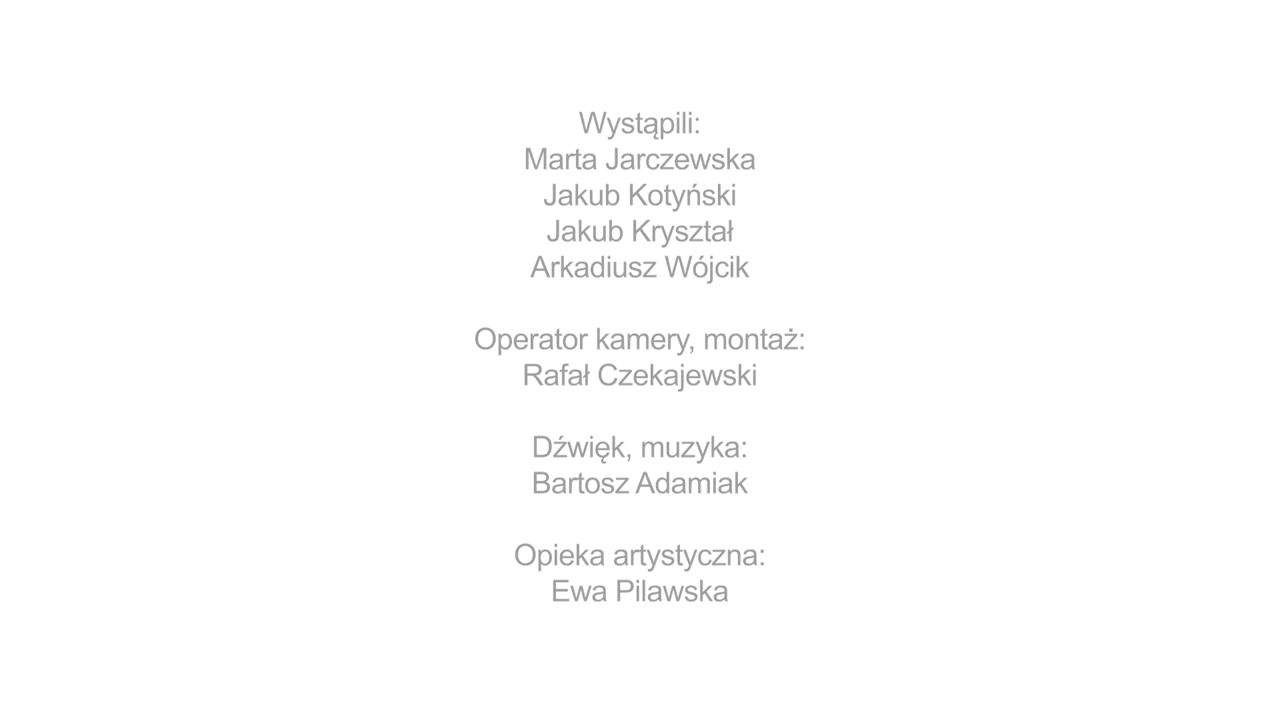 Wystąpili:
Marta Jarczewska
Jakub Kotyński
Jakub Kryształ
Arkadiusz Wójcik
Operator kamery, montaż:
Rafał Czekajewski
Dźwięk, muzyka:
Bartosz Adamiak
Opieka artystyczna:
Ewa Pilawska